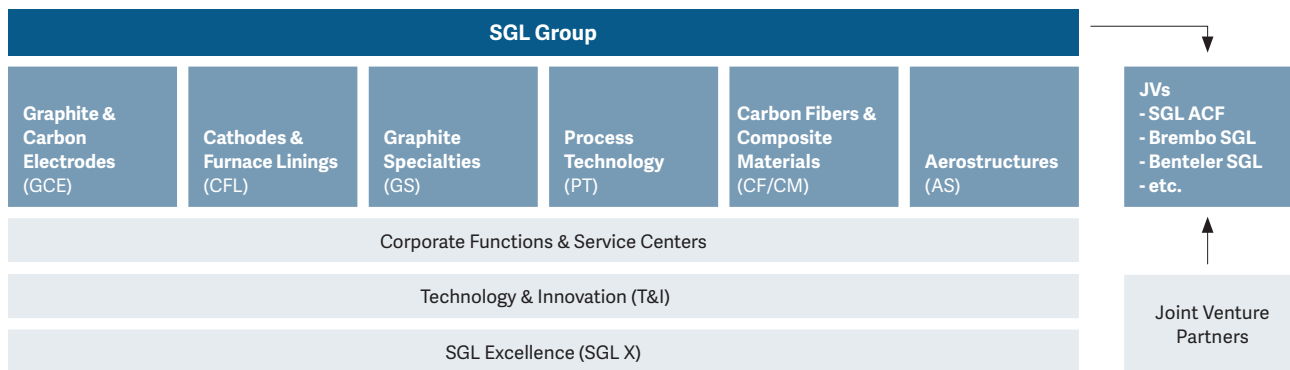 SGL Group
Graphite &
Carbon
Electrodes
(GCE)
Cathodes &
Furnace Linings
(CFL)
Graphite
Specialties
(GS)
Process
Technology
(PT)
Carbon Fibers &
Composite
Materials
(CF/CM)
Aerostructures
(AS)
JVs
- SGL ACF
- Brembo SGL
- Benteler SGL
- etc.
Corporate Functions & Service Centers
Technology & Innovation (T&I)
SGL Excellence (SGL X)
Joint Venture
Partners